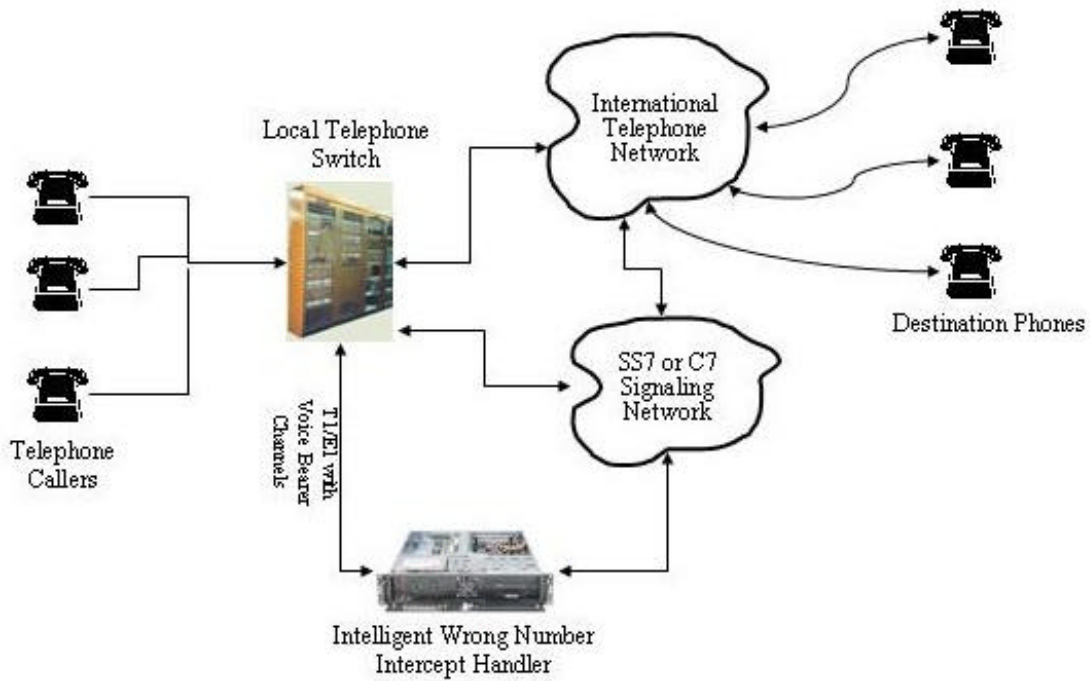 International
Telephone
Network
Local Telephone
Switch
Destination Phones
SS7 or C7
Signaling
Network
Telephone
Callers
T1/E1 with
Voice Bearer
Channels
Intelligent Wrong Number
Intercept Handler